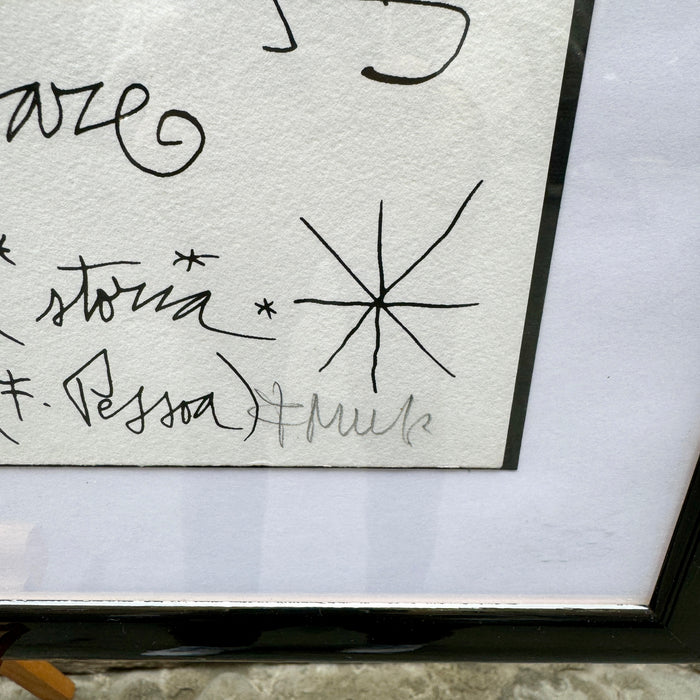 are
* storia *
(F. Pessoa)